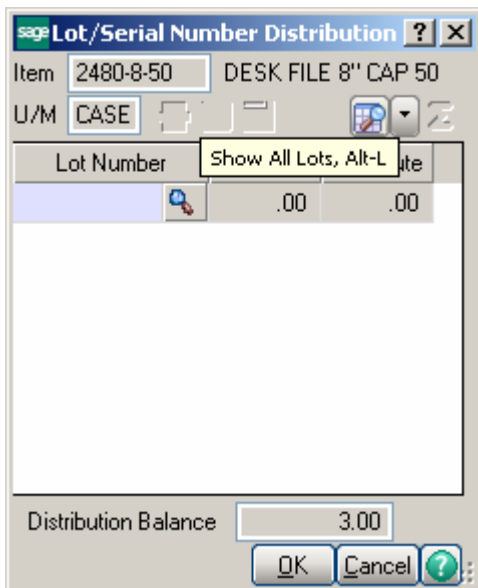 sage Lot/Serial Number Distribution ? X
Item 2480-8-50 DESK FILE 8" CAP 50
U/M CASE
Show All Lots, Alt-L
Lot Number
.00 .00
Distribution Balance 3.00
OK Cancel ?